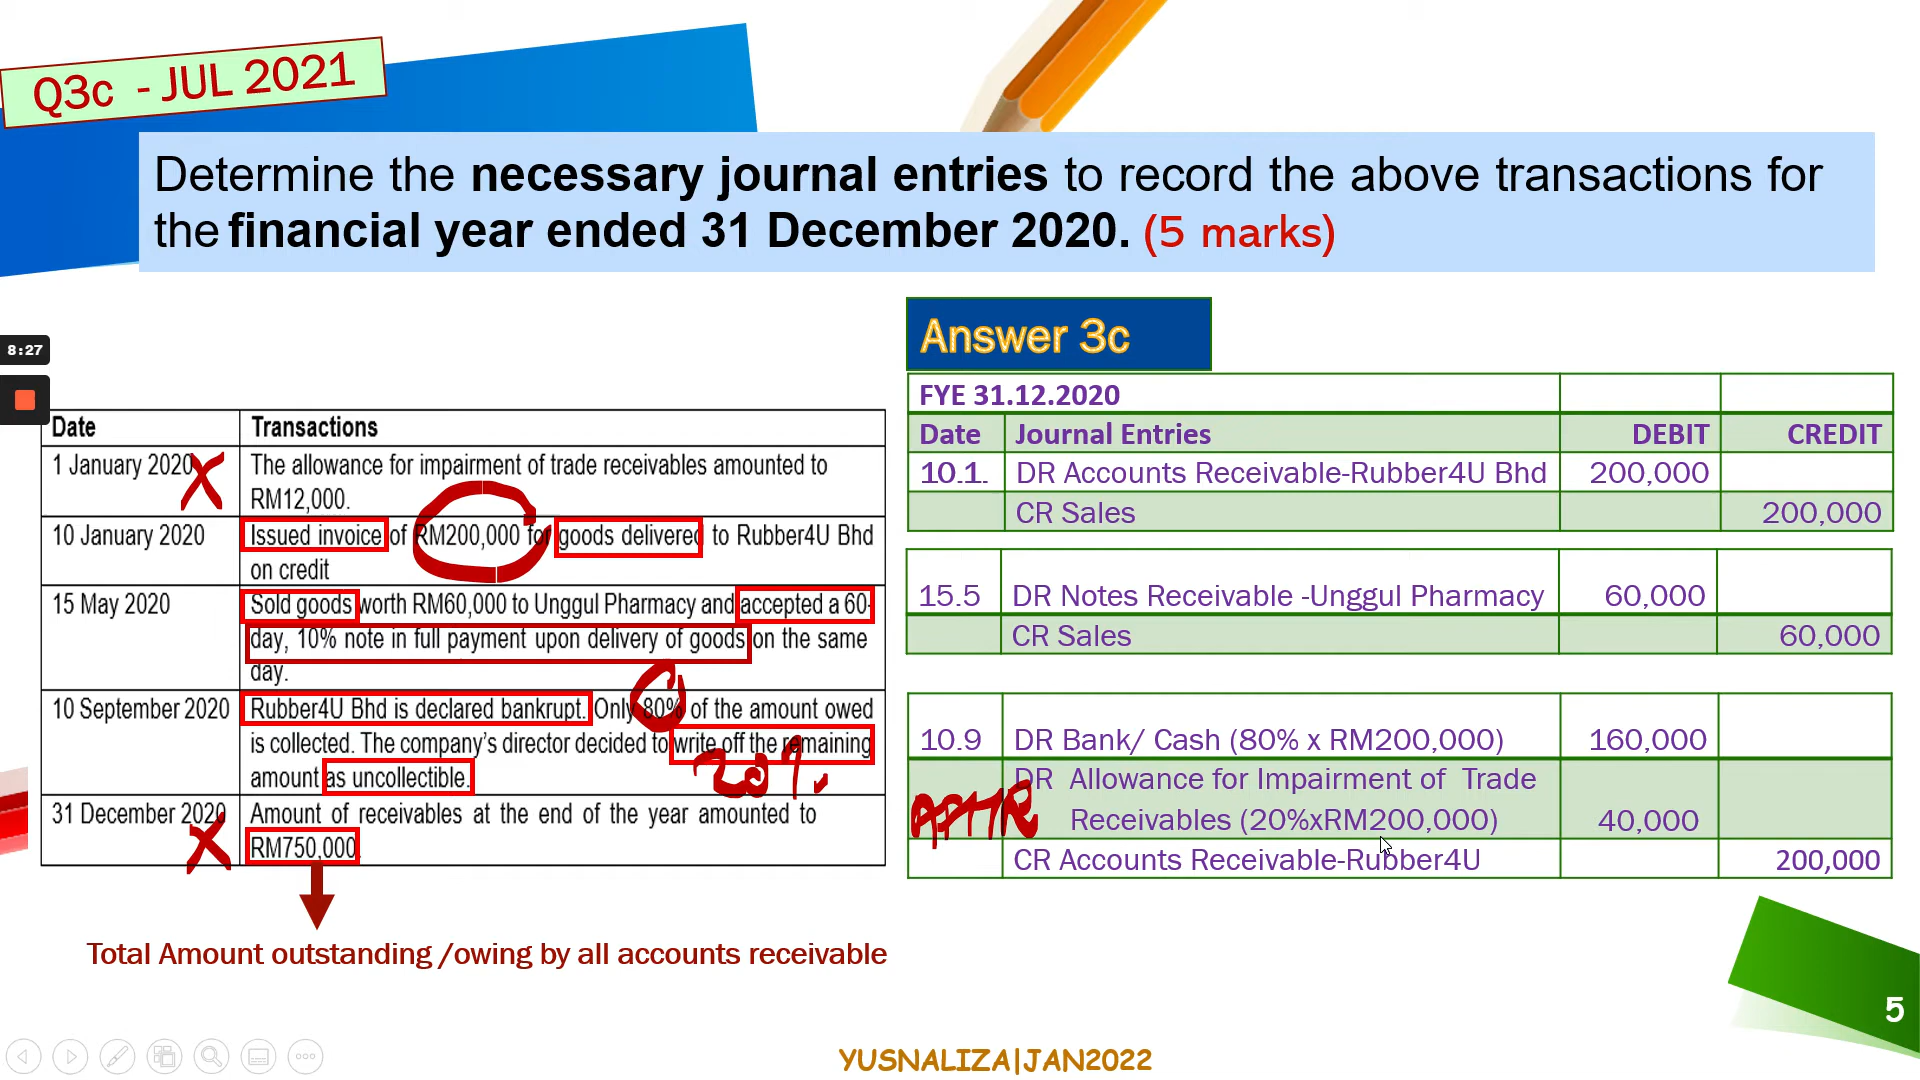 Q3c - JUL 2021
Determine the necessary journal entries to record the above transactions for
the financial year ended 31 December 2020. (5 marks)
8:27
Date Transactions
1 January 2020 The allowance for impairment of trade receivables amounted to
RM12,000.
10 January 2020 Issued invoice of RM200,000 for goods delivered to Rubber4U Bhd
on credit
15 May 2020 Sold goods worth RM60,000 to Unggul Pharmacy and accepted a 60-
day, 10% note in full payment upon delivery of goods on the same
day.
10 September 2020 Rubber4U Bhd is declared bankrupt. Only 80% of the amount owed
is collected. The company's director decided to write off the remaining
amount as uncollectible.
20%
31 December 2020 Amount of receivables at the end of the year amounted to
RM750,000
Total Amount outstanding /owing by all accounts receivable
Answer 3c
FYE 31.12.2020
Date Journal Entries DEBIT CREDIT
10.1. DR Accounts Receivable-Rubber4U Bhd 200,000
CR Sales 200,000
15.5 DR Notes Receivable -Unggul Pharmacy 60,000
CR Sales 60,000
10.9 DR Bank/ Cash (80% x RM200,000) 160,000
DR Allowance for Impairment of Trade
Receivables (20%xRM200,000) 40,000
CR Accounts Receivable-Rubber4U 200,000
5
YUSNALIZA|JAN2022